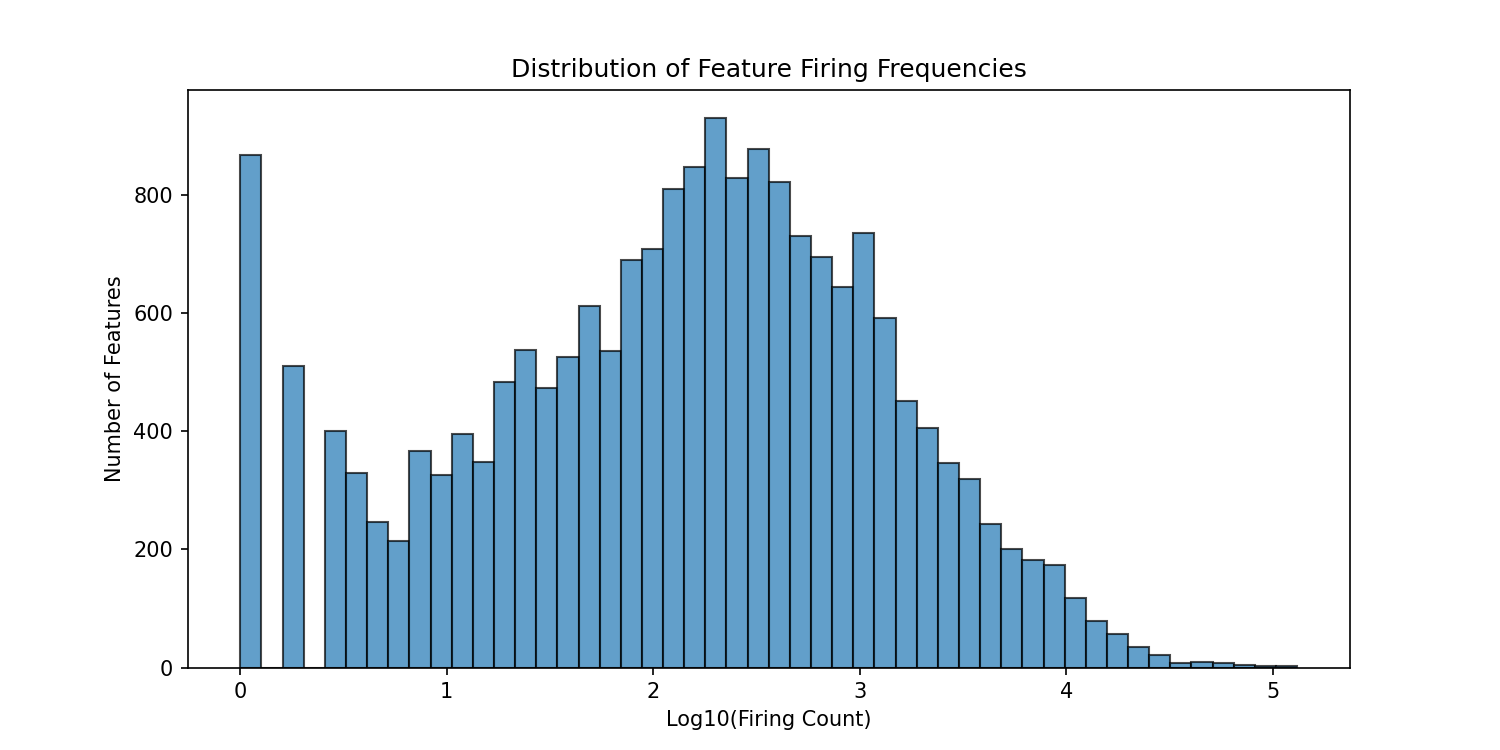 Distribution of Feature Firing Frequencies
Number of Features
800
600
400
200
0
0 1 2 3 4 5
Log10(Firing Count)